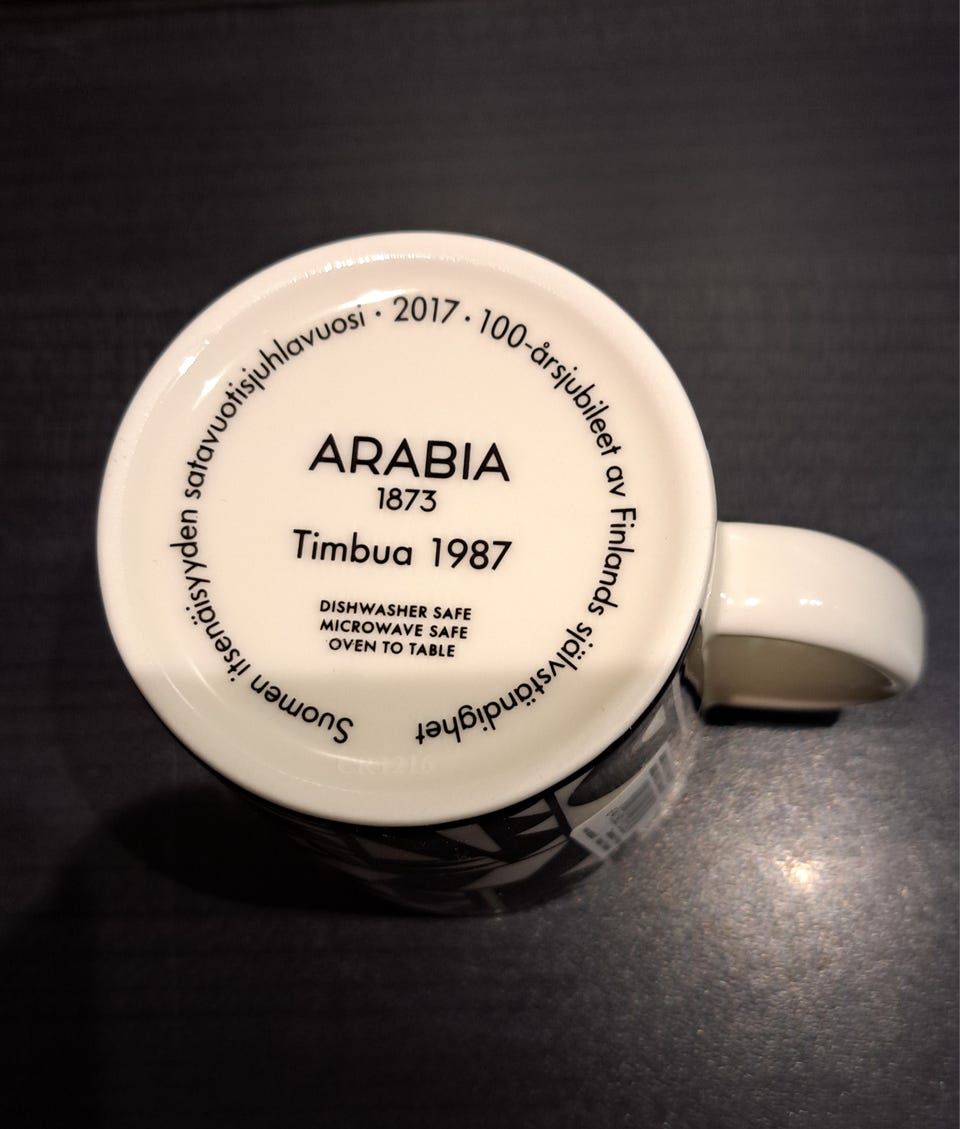 Suomen itsenäisyyden satavuotisjuhlavuosi · 2017 · 100-årsjubileet av Finlands självständighet
ARABIA
1873
Timbua 1987
DISHWASHER SAFE
MICROWAVE SAFE
OVEN TO TABLE